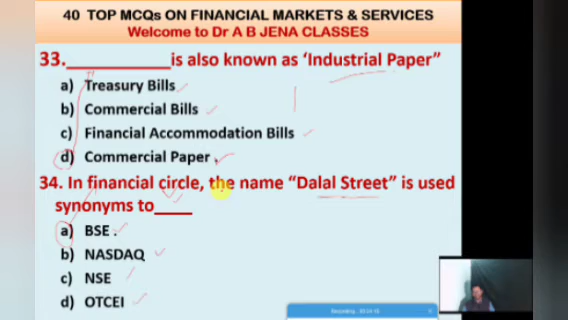 40 TOP MCQs ON FINANCIAL MARKETS & SERVICES
Welcome to Dr A B JENA CLASSES
33.__________is also known as ‘Industrial Paper”
a) Treasury Bills
b) Commercial Bills
c) Financial Accommodation Bills
d) Commercial Paper .
34. In financial circle, the name “Dalal Street” is used
synonyms to____
a) BSE .
b) NASDAQ
c) NSE
d) OTCEI